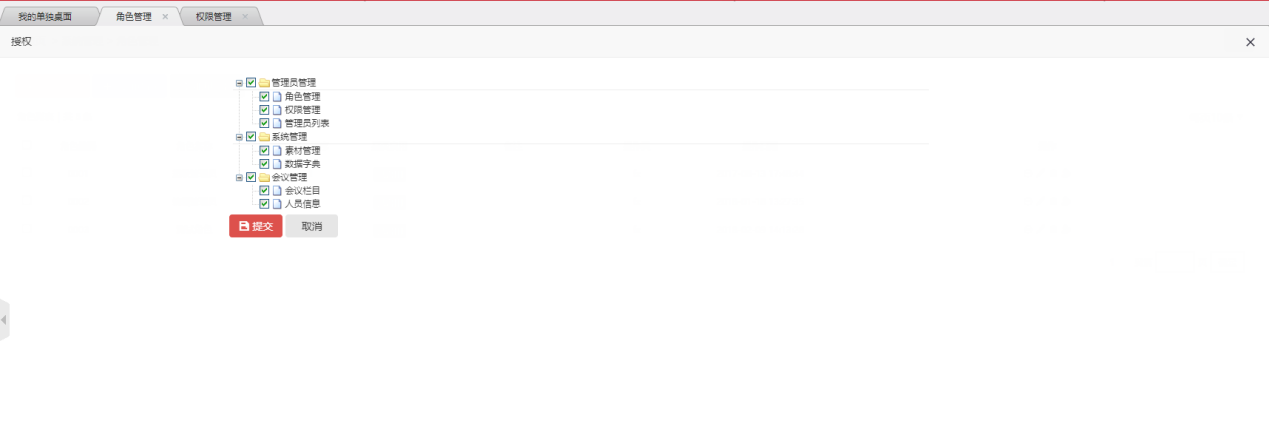 我的单独桌面 角色管理 权限管理
授权
管理员管理
角色管理
权限管理
管理员列表
系统管理
素材管理
数据字典
会议管理
会议栏目
人员信息
提交 取消